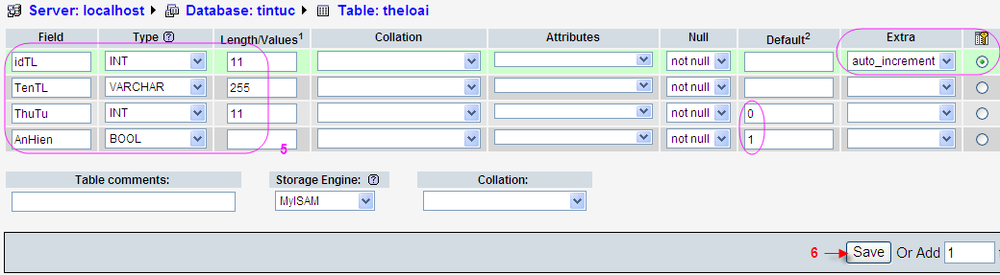 Server: localhost ▸ Database: tintuc ▸ Table: theloai
Field Type Length/Values1 Collation Attributes Null Default2 Extra
idTL INT 11 not null auto_increment
TenTL VARCHAR 255 not null
ThuTu INT 11 not null 0
AnHien BOOL not null 1
5
Table comments: Storage Engine: Collation:
MyISAM
6 Save Or Add 1